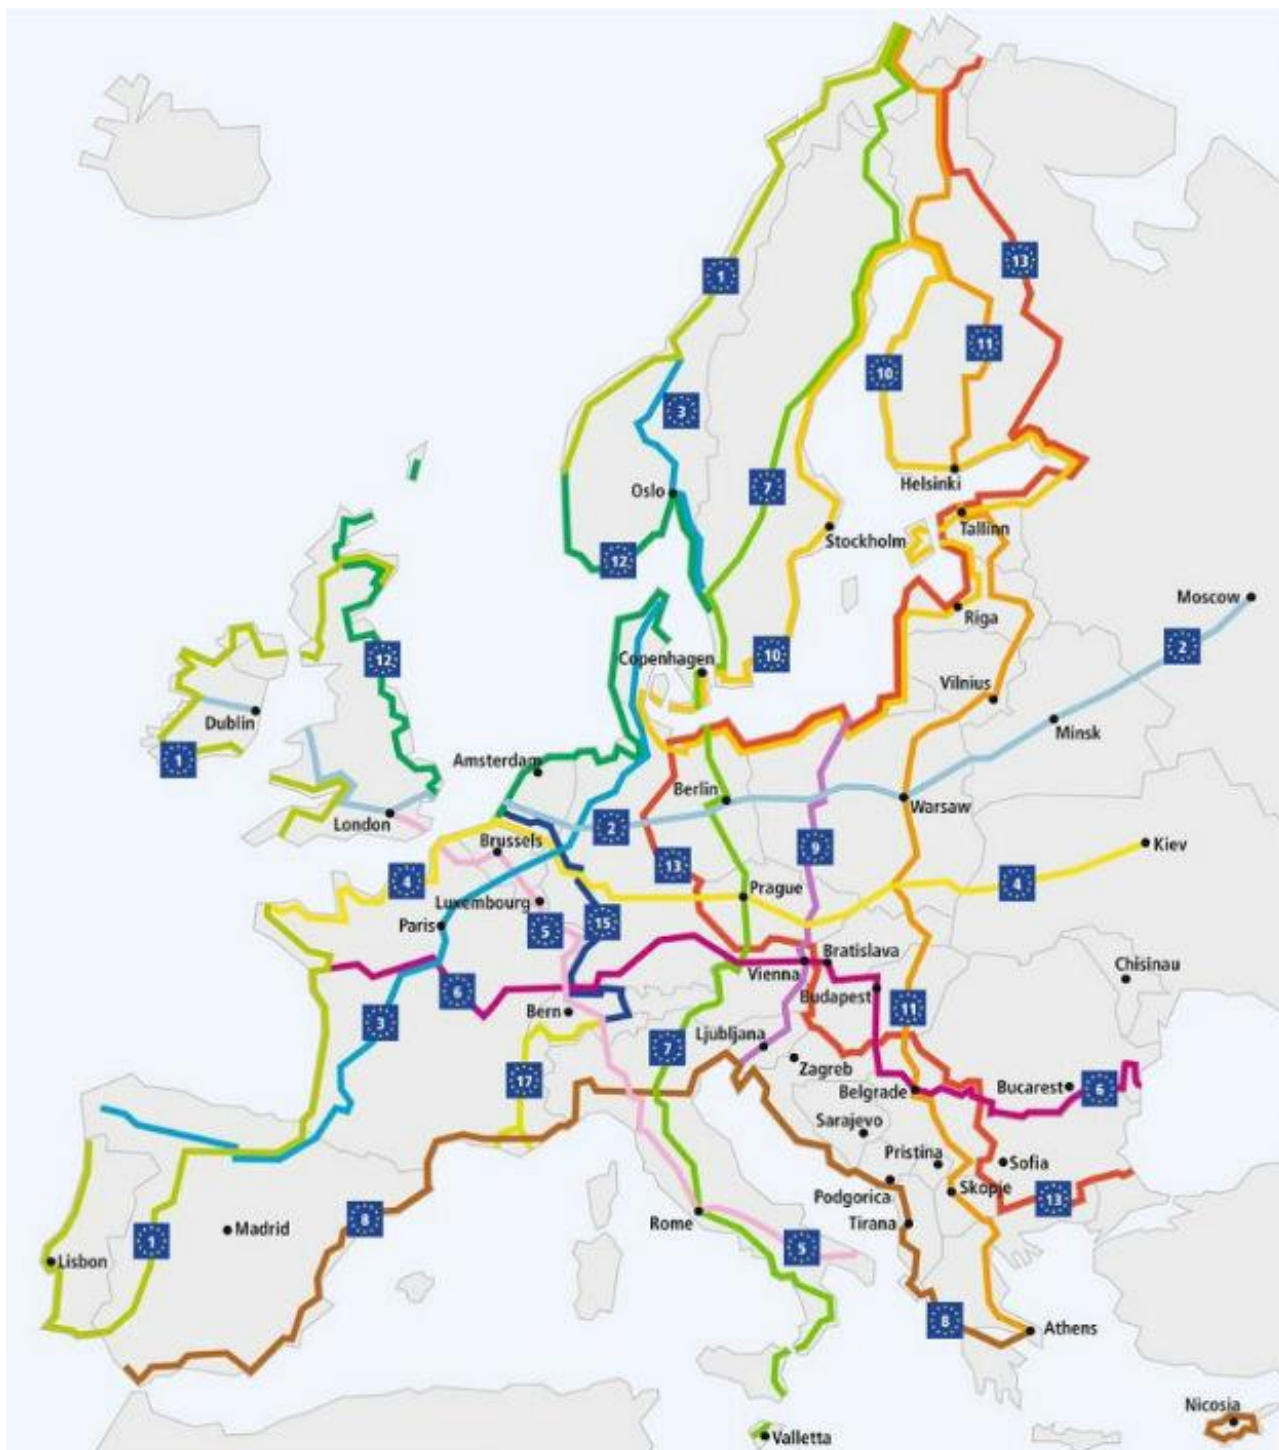 1
13
11
10
3
7
Oslo
Helsinki
Stockholm
Tallinn
12
Moscow
Riga
2
12
10
Copenhagen
Vilnius
Dublin
Minsk
1
Amsterdam
Berlin
Warsaw
London
2
Brussels
9
Kiev
4
13
Prague
4
Luxembourg
Paris
5
15
Bratislava
Vienna
Chisinau
6
Budapest
Bern
11
3
Ljubljana
7
Zagreb
17
Belgrade
Bucarest
6
Sarajevo
Pristina
Sofia
Podgorica
Skopje
13
Rome
Tirana
8
Madrid
1
5
Lisbon
8
Athens
Nicosia
Valletta